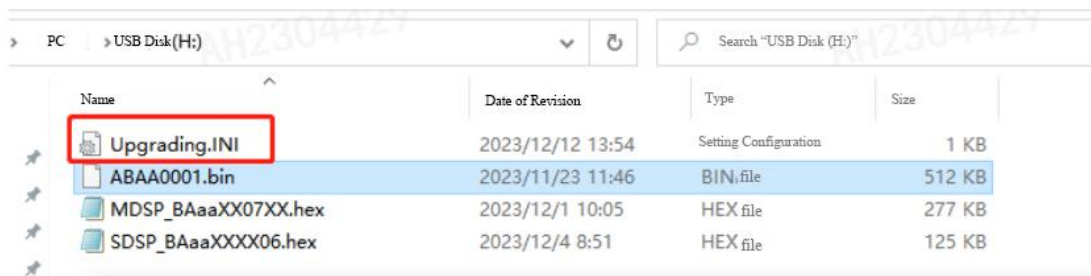 > PC > USB Disk (H:) Search “USB Disk (H:)”
Name Date of Revision Type Size
Upgrading.INI 2023/12/12 13:54 Setting Configuration 1 KB
ABAA0001.bin 2023/11/23 11:46 BIN file 512 KB
MDSP_BAaaXX07XX.hex 2023/12/1 10:05 HEX file 277 KB
SDSP_BAaaXXXX06.hex 2023/12/4 8:51 HEX file 125 KB
AH2304429
AH2304429